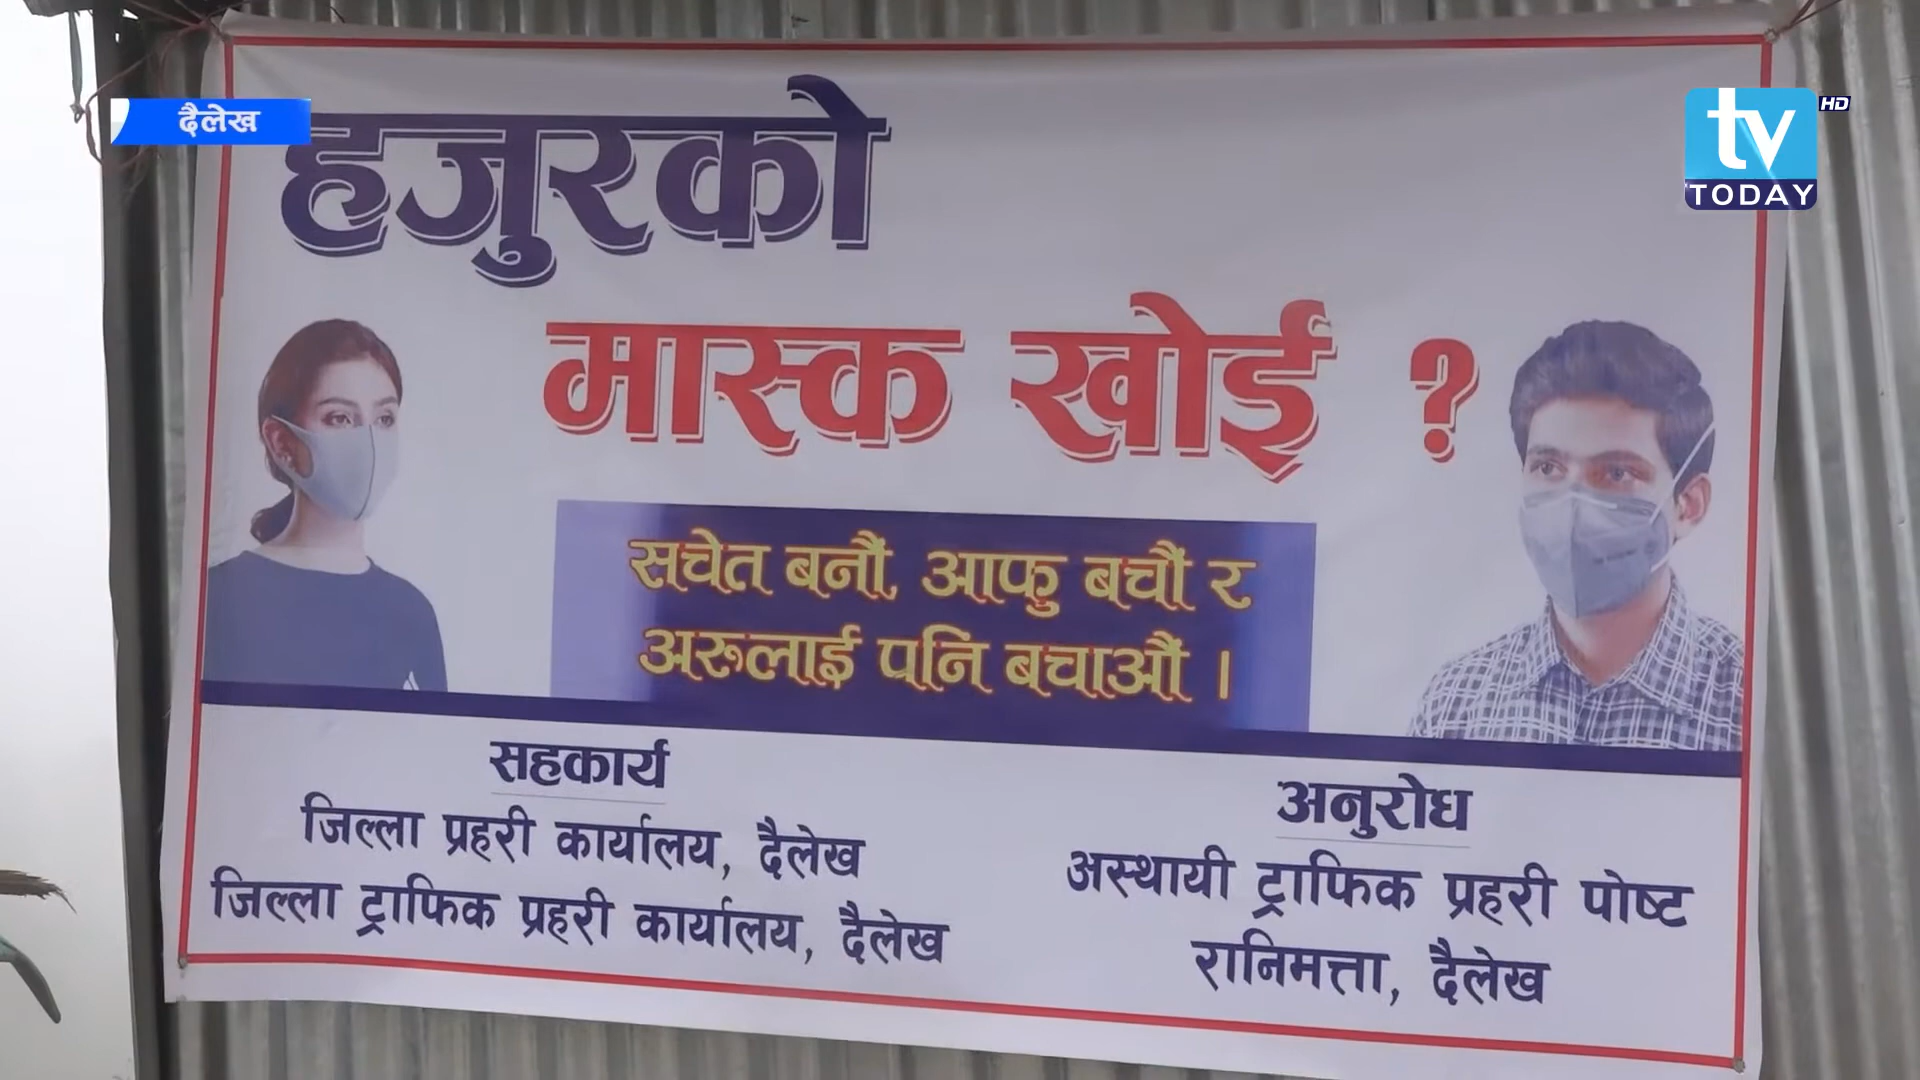 दैलेख
tv HD
TODAY
हजुरको
मास्क खोई ?
सचेत बनौं, आफु बचौं र
अरूलाई पनि बचाऔं ।
सहकार्य
जिल्ला प्रहरी कार्यालय, दैलेख
जिल्ला ट्राफिक प्रहरी कार्यालय, दैलेख
अनुरोध
अस्थायी ट्राफिक प्रहरी पोष्ट
रानिमत्ता, दैलेख